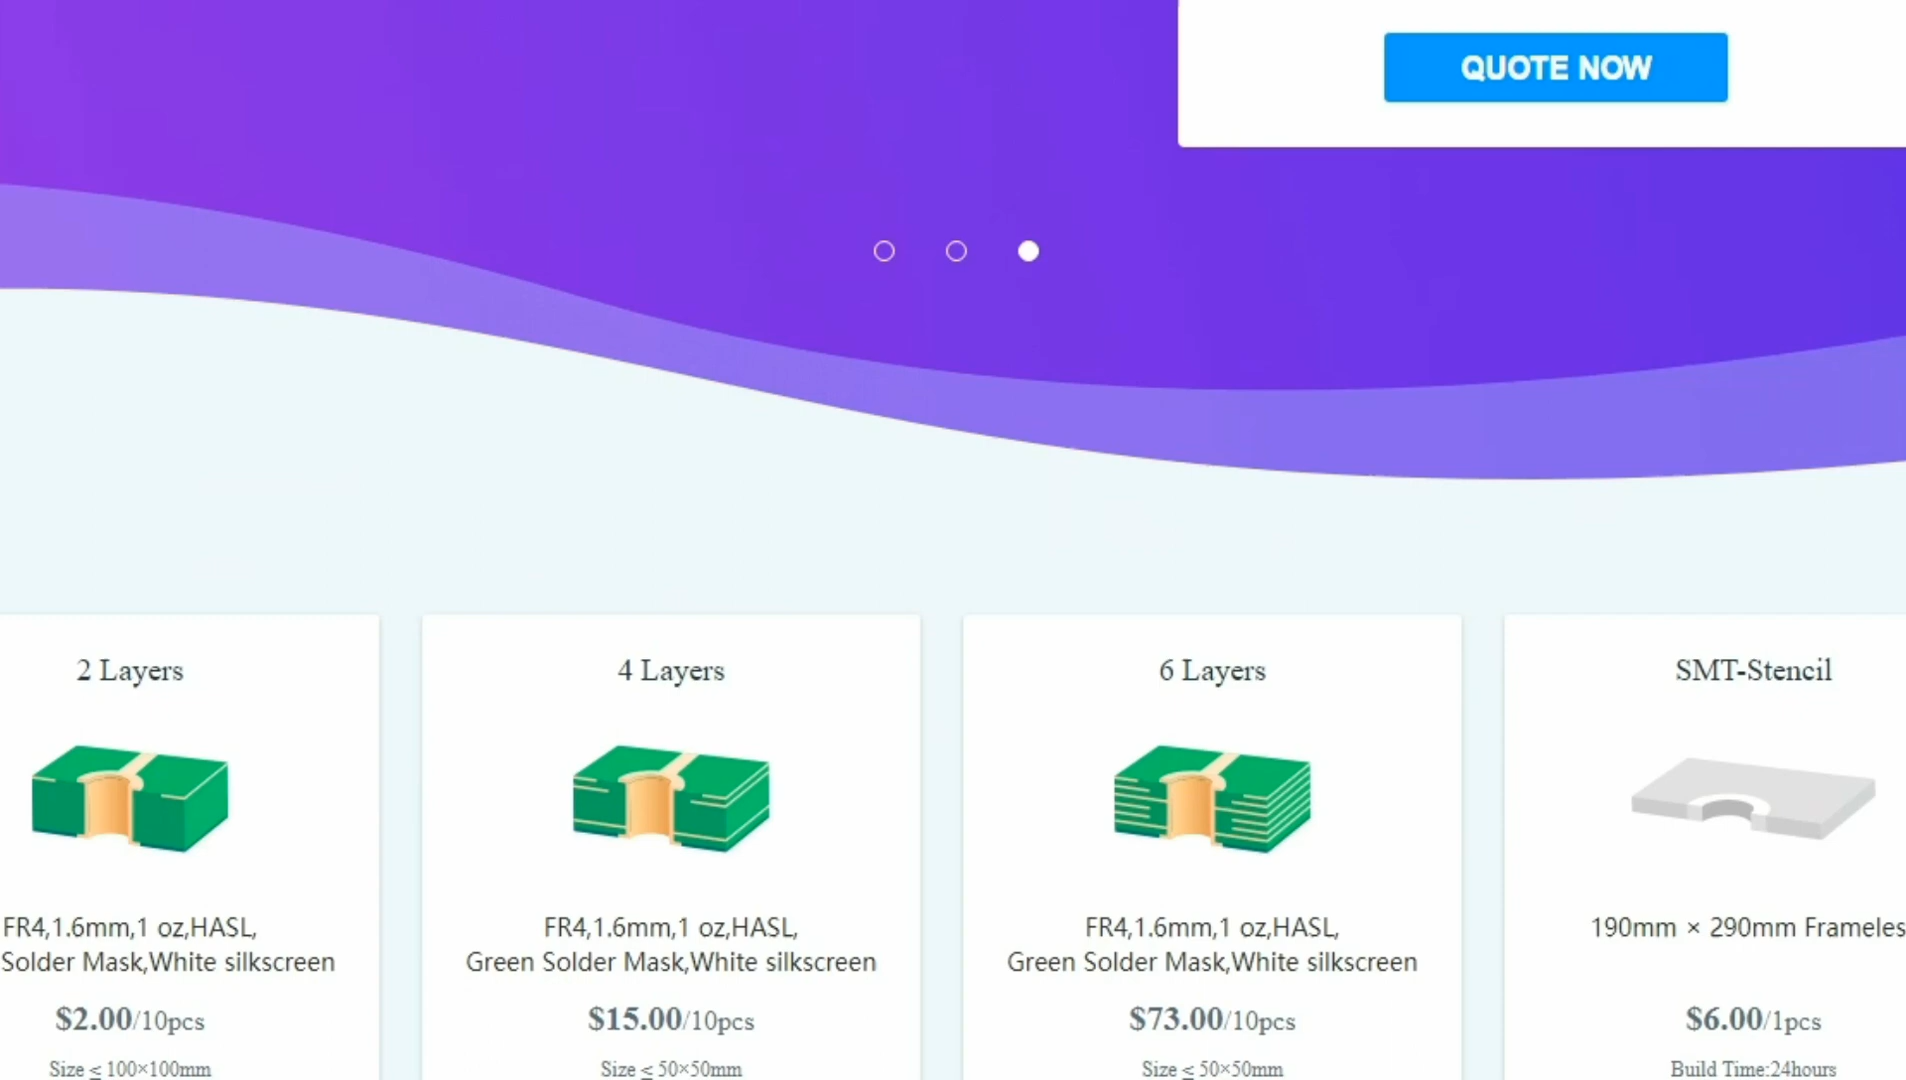 QUOTE NOW
2 Layers
FR4,1.6mm,1 oz,HASL,
Solder Mask,White silkscreen
$2.00/10pcs
Size ≤ 100×100mm
4 Layers
FR4,1.6mm,1 oz,HASL,
Green Solder Mask,White silkscreen
$15.00/10pcs
Size ≤ 50×50mm
6 Layers
FR4,1.6mm,1 oz,HASL,
Green Solder Mask,White silkscreen
$73.00/10pcs
Size ≤ 50×50mm
SMT-Stencil
190mm × 290mm Frameles
$6.00/1pcs
Build Time:24hours